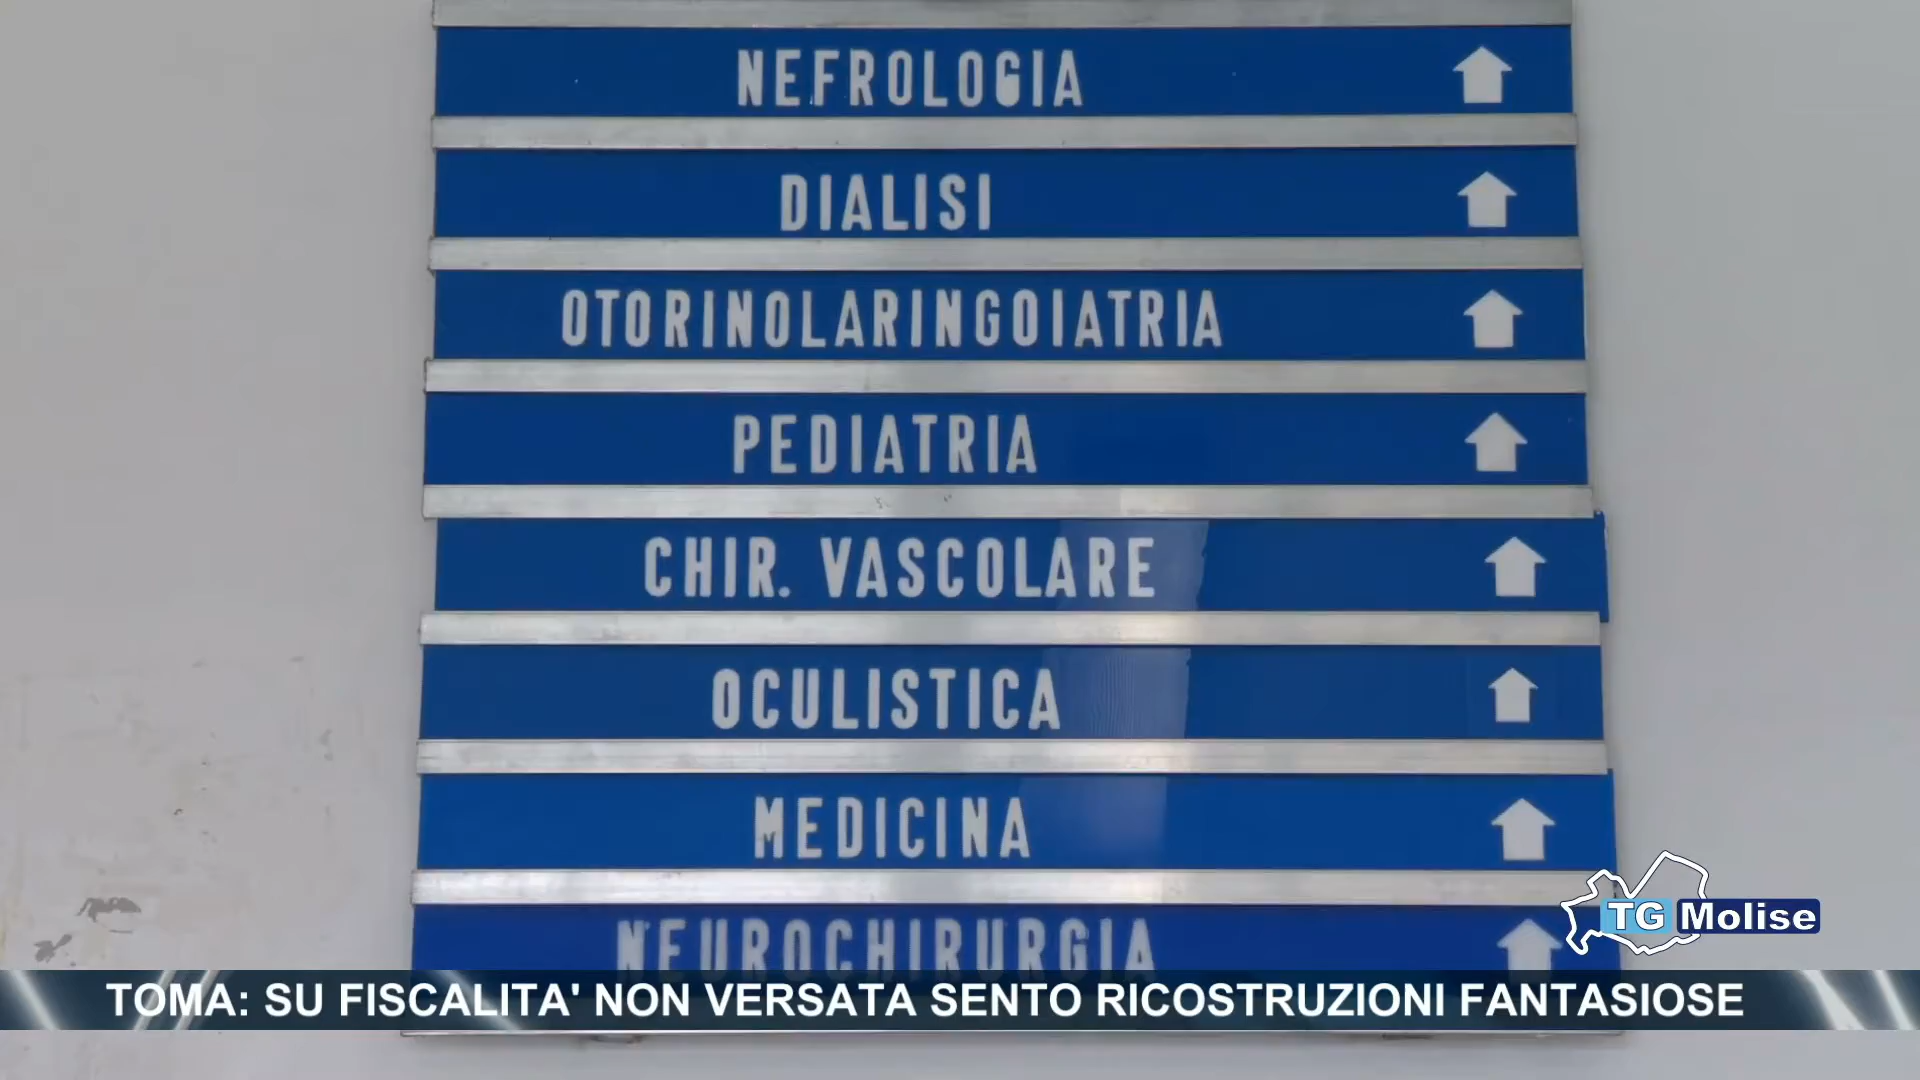 NEFROLOGIA
DIALISI
OTORINOLARINGOIATRIA
PEDIATRIA
CHIR. VASCOLARE
OCULISTICA
MEDICINA
NEUROCHIRURGIA
TG Molise
TOMA: SU FISCALITA' NON VERSATA SENTO RICOSTRUZIONI FANTASIOSE